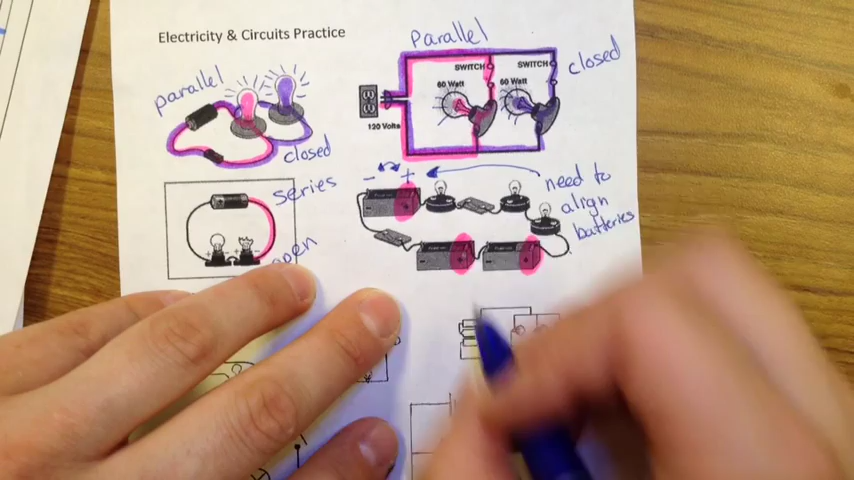 Electricity & Circuits Practice
parallel
closed
Parallel
closed
SWITCH
SWITCH
60 Watt
60 Watt
120 Volts
series
open
- +
need to
align
batteries